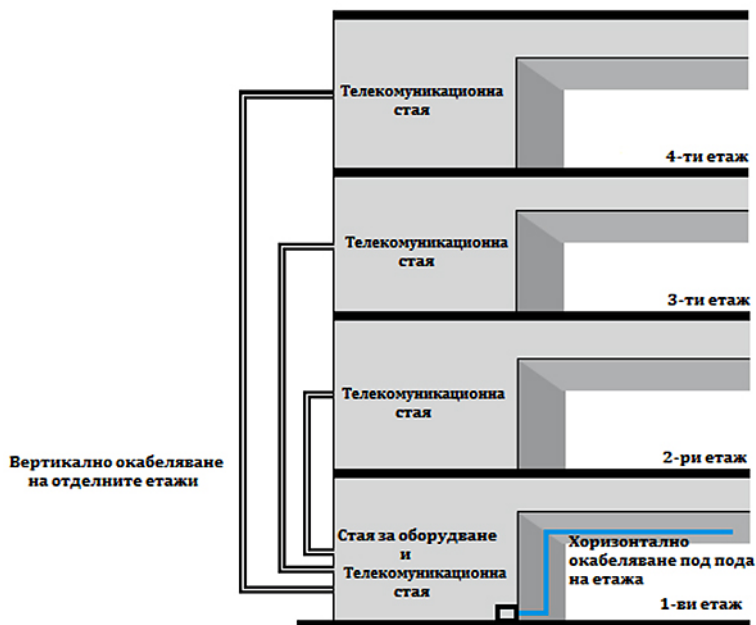 Телекомуникационна
стая
4-ти етаж
Телекомуникационна
стая
3-ти етаж
Телекомуникационна
стая
2-ри етаж
Вертикално окабеляване
на отделните етажи
Стая за оборудване
и
Телекомуникационна
стая
Хоризонтално
окабеляване под пода
на етажа
1-ви етаж